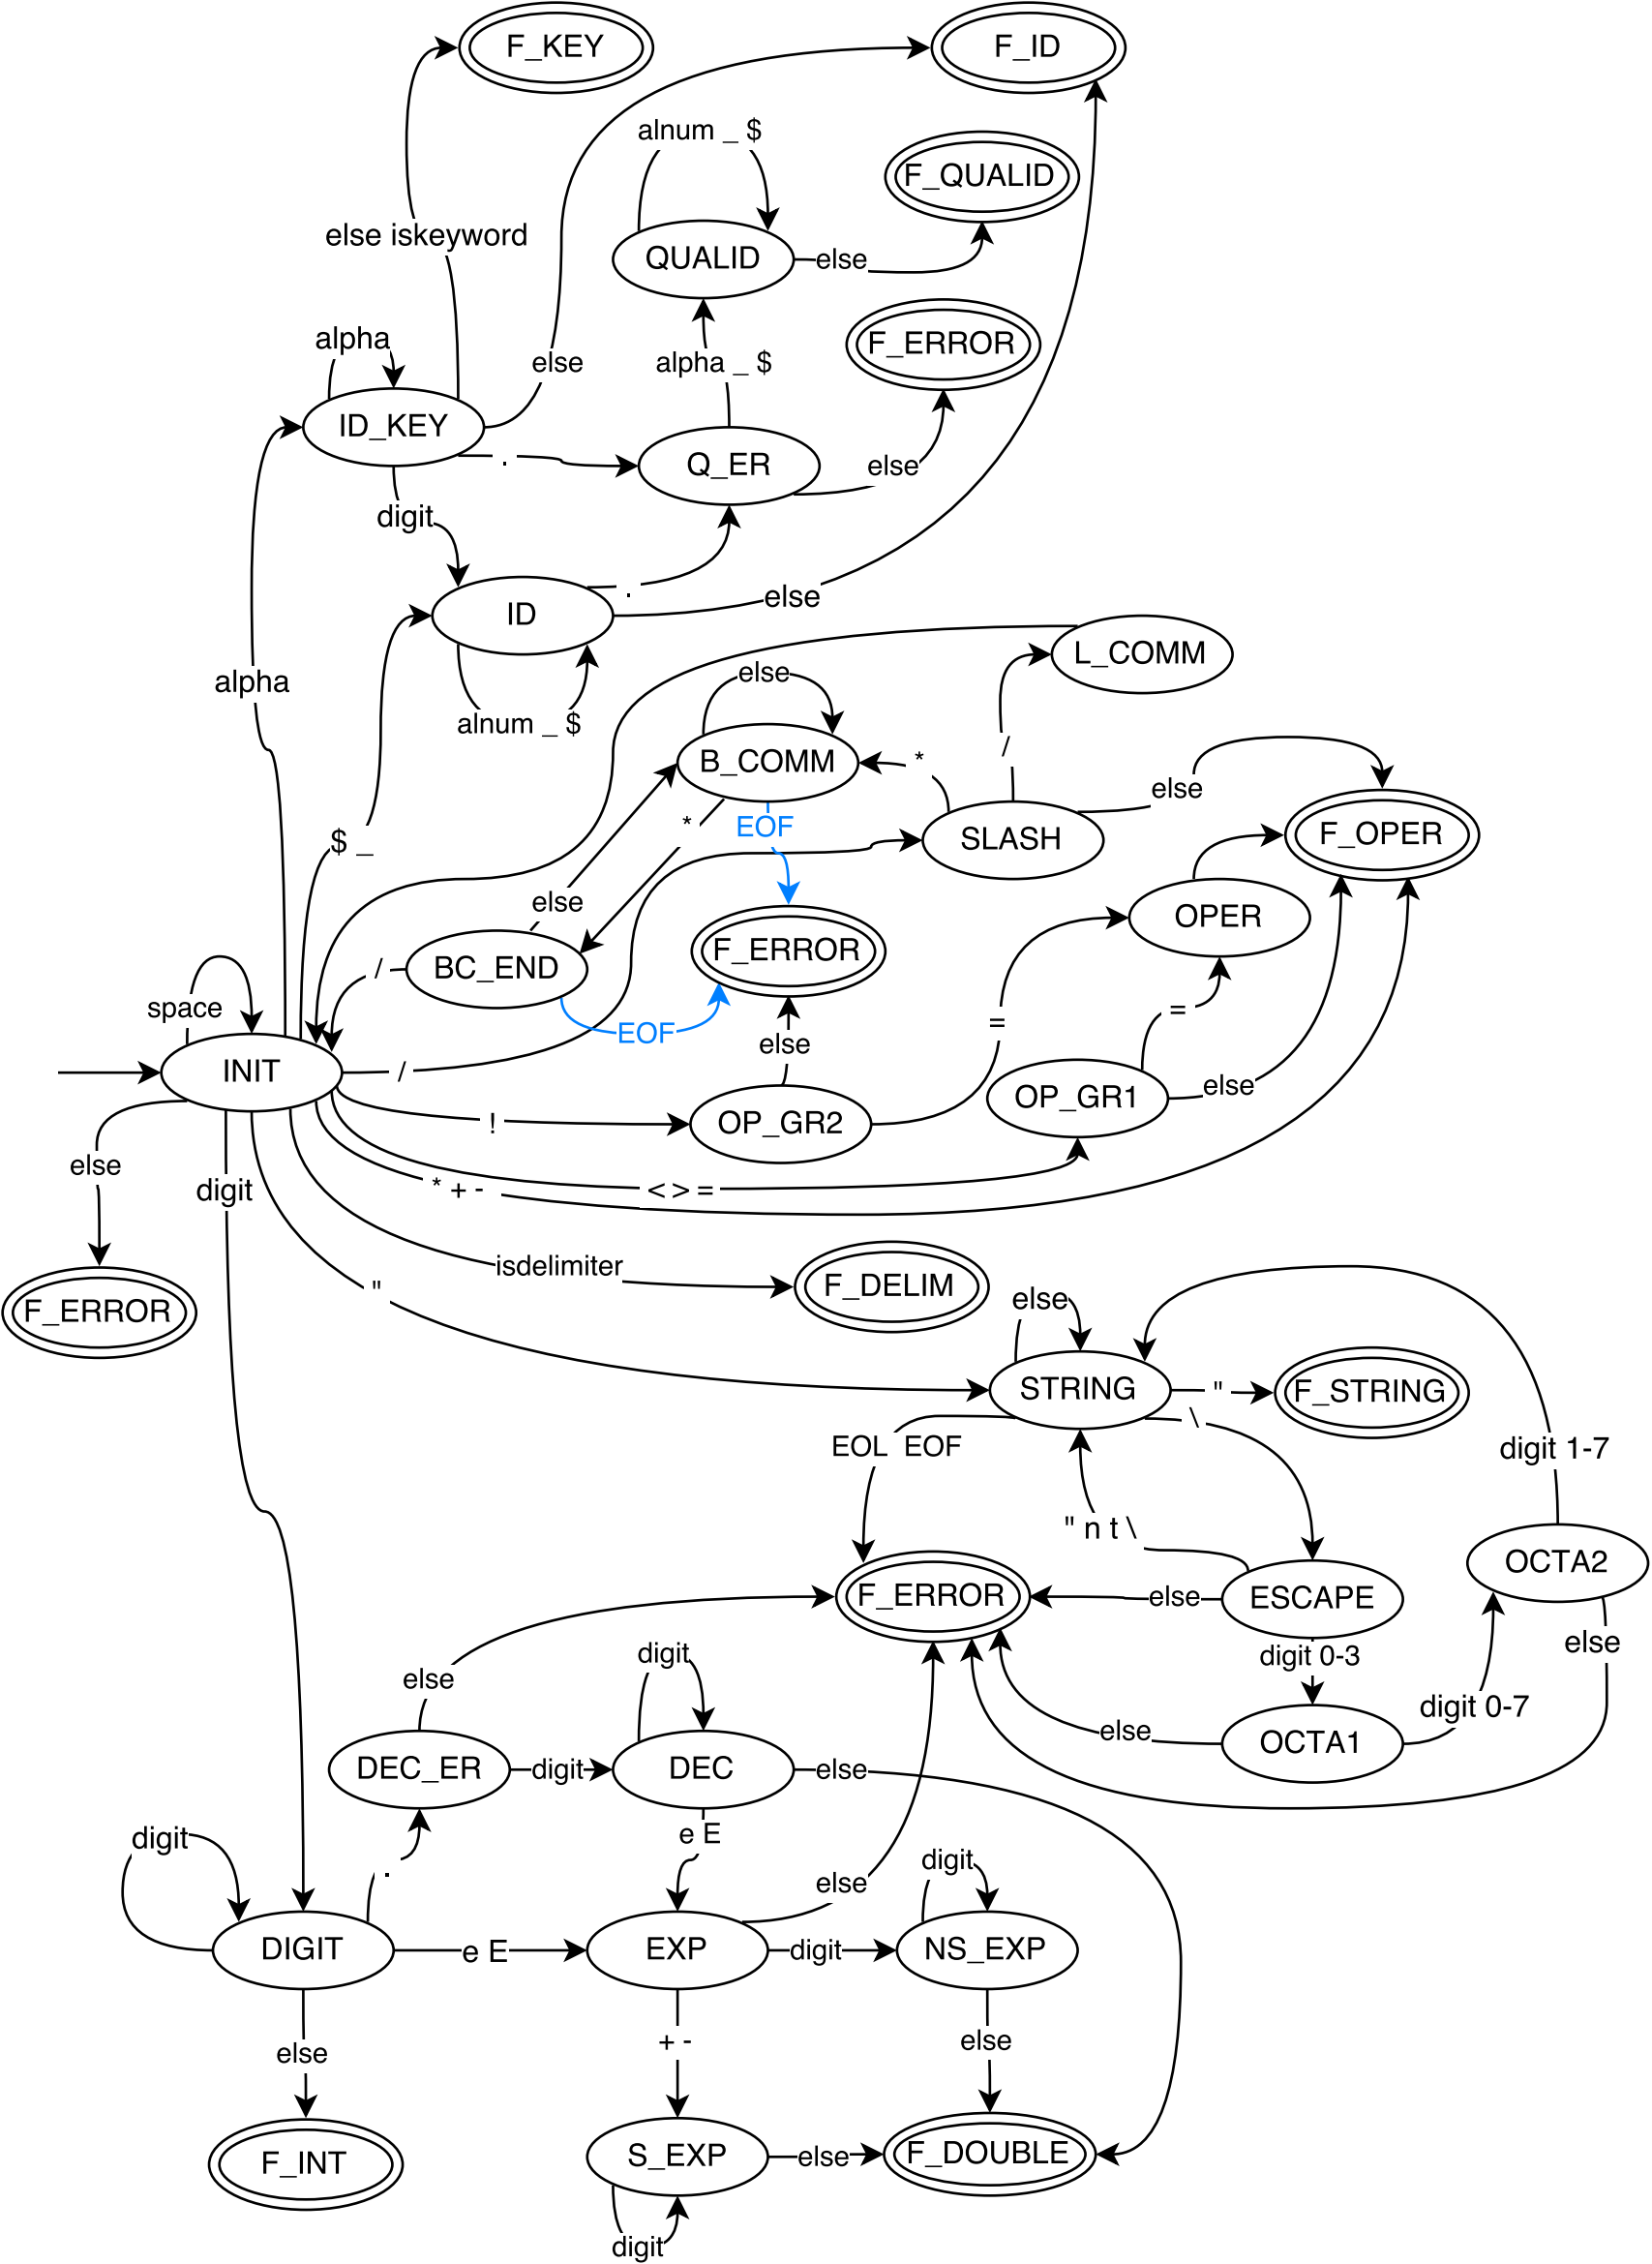 F_KEY
F_ID
alnum _ $
F_QUALID
else iskeyword
QUALID
else
alpha
else
alpha _ $
F_ERROR
ID_KEY
.
Q_ER
else
digit
.
ID
else
alpha
alnum _ $
L_COMM
else
B_COMM
*
/
else
$ _
*
EOF
SLASH
F_OPER
else
OPER
BC_END
/
F_ERROR
space
EOF
else
=
=
INIT
/
!
OP_GR2
OP_GR1
else
else
digit
* + -
< > =
isdelimiter
F_DELIM
"
F_ERROR
else
STRING
"
F_STRING
\
EOL EOF
digit 1-7
" n t \
OCTA2
F_ERROR
else
ESCAPE
else
digit 0-3
digit
else
digit 0-7
else
OCTA1
DEC_ER
digit
DEC
else
e E
digit
.
else
digit
DIGIT
e E
EXP
digit
NS_EXP
else
+ -
else
F_INT
S_EXP
else
F_DOUBLE
digit